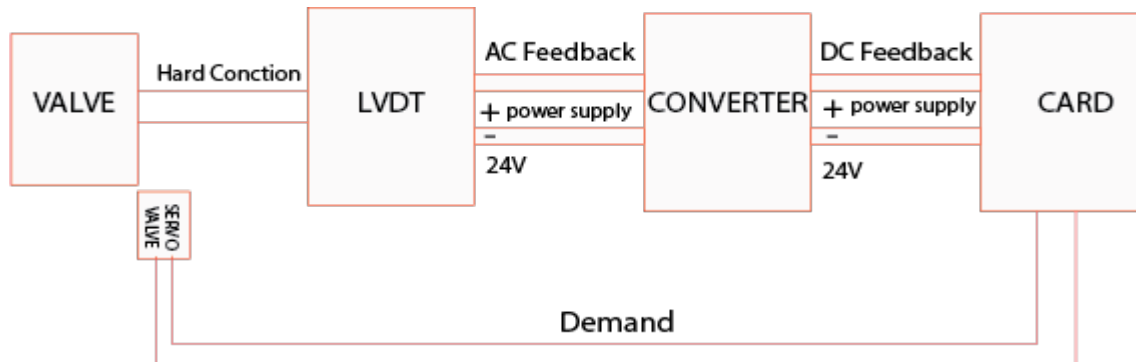 VALVE
Hard Conction
LVDT
AC Feedback
+ power supply
-
24V
CONVERTER
DC Feedback
+ power supply
-
24V
CARD
SERVO
VALVE
Demand